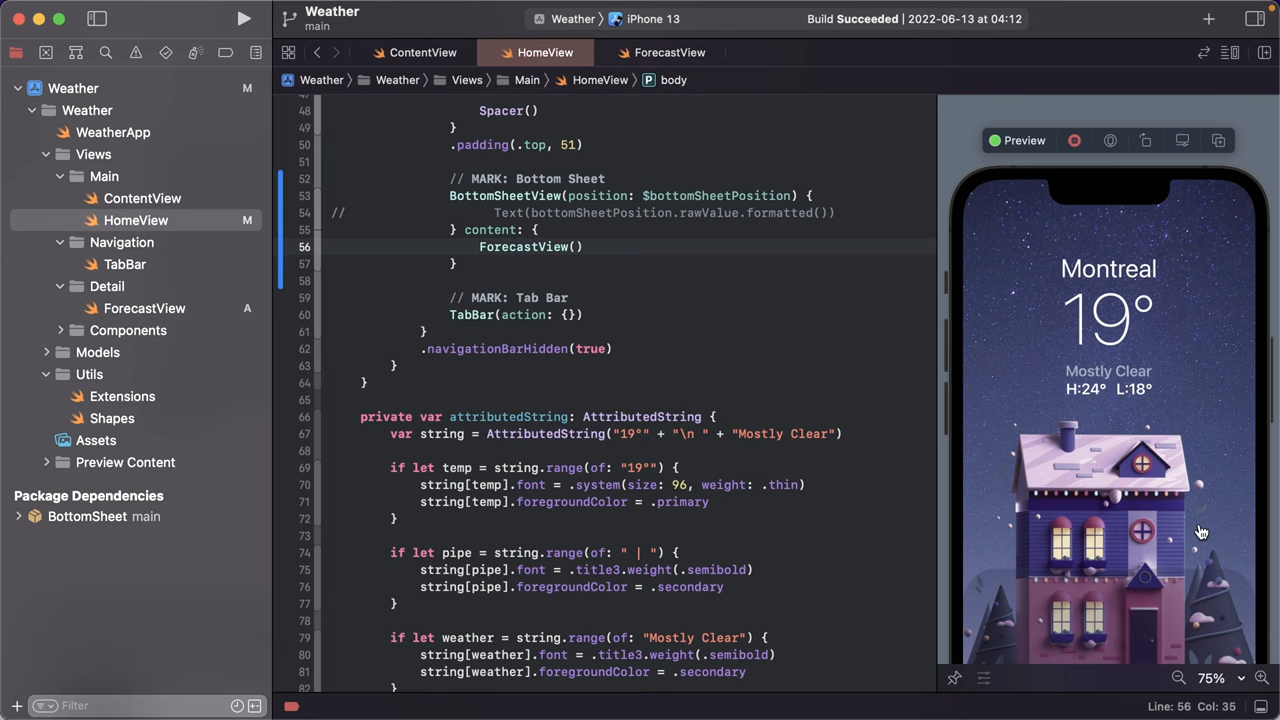 Weather
main
Weather
iPhone 13
Build Succeeded | 2022-06-13 at 04:12
ContentView
HomeView
ForecastView
Weather
M
Weather
WeatherApp
Views
Main
ContentView
HomeView
M
Navigation
TabBar
Detail
ForecastView
A
Components
Models
Utils
Extensions
Shapes
Assets
Preview Content
Package Dependencies
BottomSheet main
Filter
Weather
Weather
Views
Main
HomeView
P body
48 Spacer()
49 }
50 .padding(.top, 51)
51
52 // MARK: Bottom Sheet
53 BottomSheetView(position: $bottomSheetPosition) {
54 // Text(bottomSheetPosition.rawValue.formatted())
55 } content: {
56 ForecastView()
57 }
58
59 // MARK: Tab Bar
60 TabBar(action: {})
61 }
62 .navigationBarHidden(true)
63 }
64 }
65
66 private var attributedString: AttributedString {
67 var string = AttributedString("19°" + "\n " + "Mostly Clear")
68
69 if let temp = string.range(of: "19°") {
70 string[temp].font = .system(size: 96, weight: .thin)
71 string[temp].foregroundColor = .primary
72 }
73
74 if let pipe = string.range(of: " | ") {
75 string[pipe].font = .title3.weight(.semibold)
76 string[pipe].foregroundColor = .secondary
77 }
78
79 if let weather = string.range(of: "Mostly Clear") {
80 string[weather].font = .title3.weight(.semibold)
81 string[weather].foregroundColor = .secondary
82 }
Preview
Montreal
19°
Mostly Clear
H:24° L:18°
75%
Line: 56 Col: 35